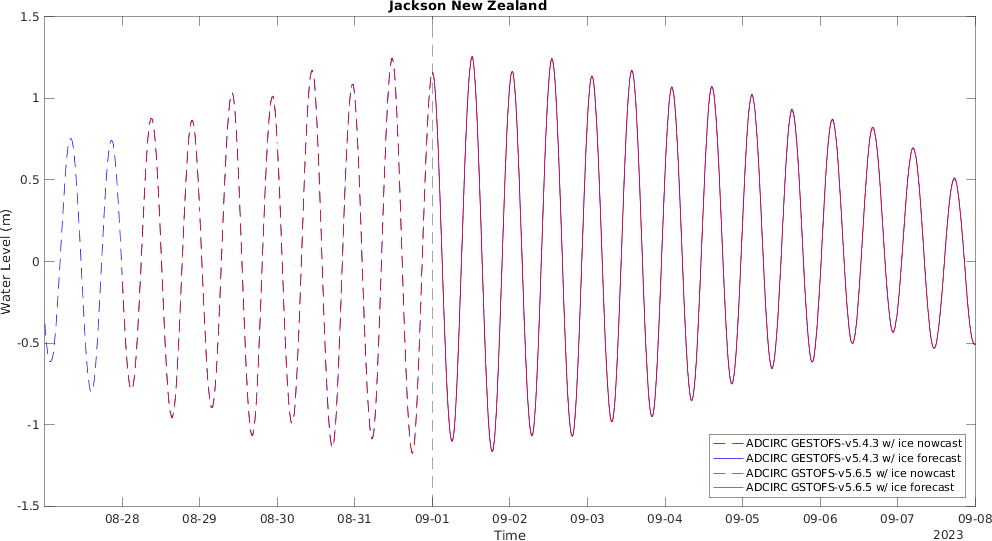 Jackson New Zealand
1.5
1
0.5
0
-0.5
-1
-1.5
Water Level (m)
ADCIRC GESTOFS-v5.4.3 w/ ice nowcast
ADCIRC GESTOFS-v5.4.3 w/ ice forecast
ADCIRC GSTOFS-v5.6.5 w/ ice nowcast
ADCIRC GSTOFS-v5.6.5 w/ ice forecast
08-28 08-29 08-30 08-31 09-01 09-02 09-03 09-04 09-05 09-06 09-07 09-08
Time
2023